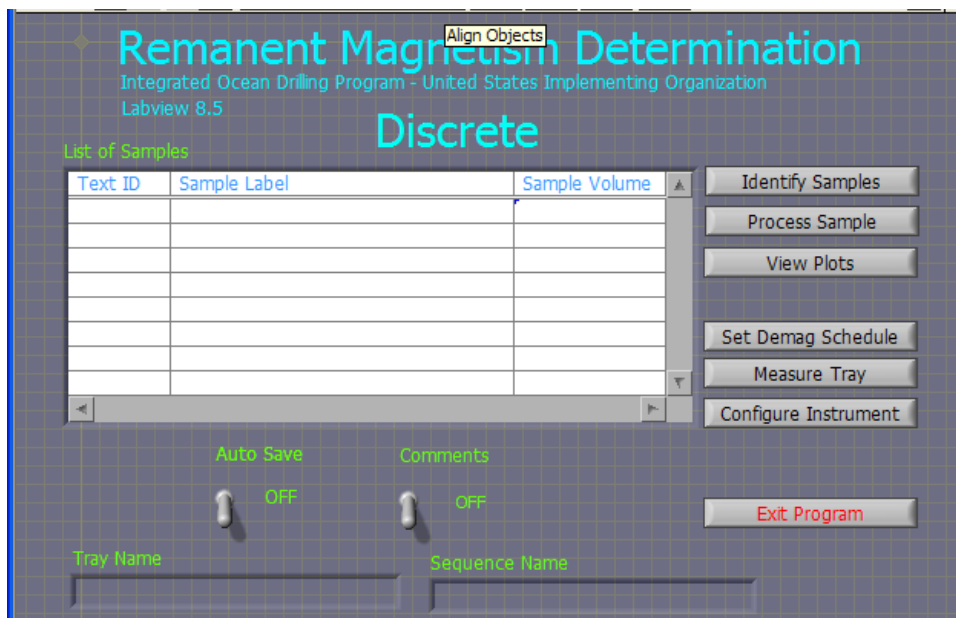 Align Objects
Remanent Magnetism Determination
Integrated Ocean Drilling Program - United States Implementing Organization
Labview 8.5
Discrete
List of Samples
Text ID Sample Label Sample Volume
Identify Samples
Process Sample
View Plots
Set Demag Schedule
Measure Tray
Configure Instrument
Auto Save Comments
OFF OFF
Exit Program
Tray Name Sequence Name